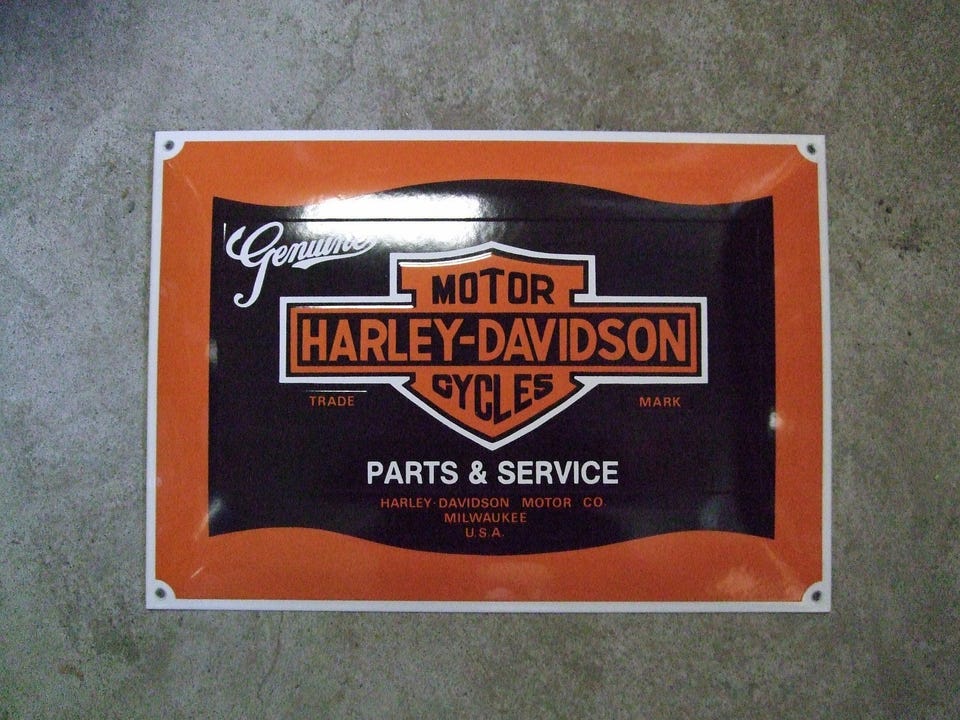 Genuine
MOTOR
HARLEY-DAVIDSON
CYCLES
TRADE MARK
PARTS & SERVICE
HARLEY-DAVIDSON MOTOR CO.
MILWAUKEE
U.S.A.